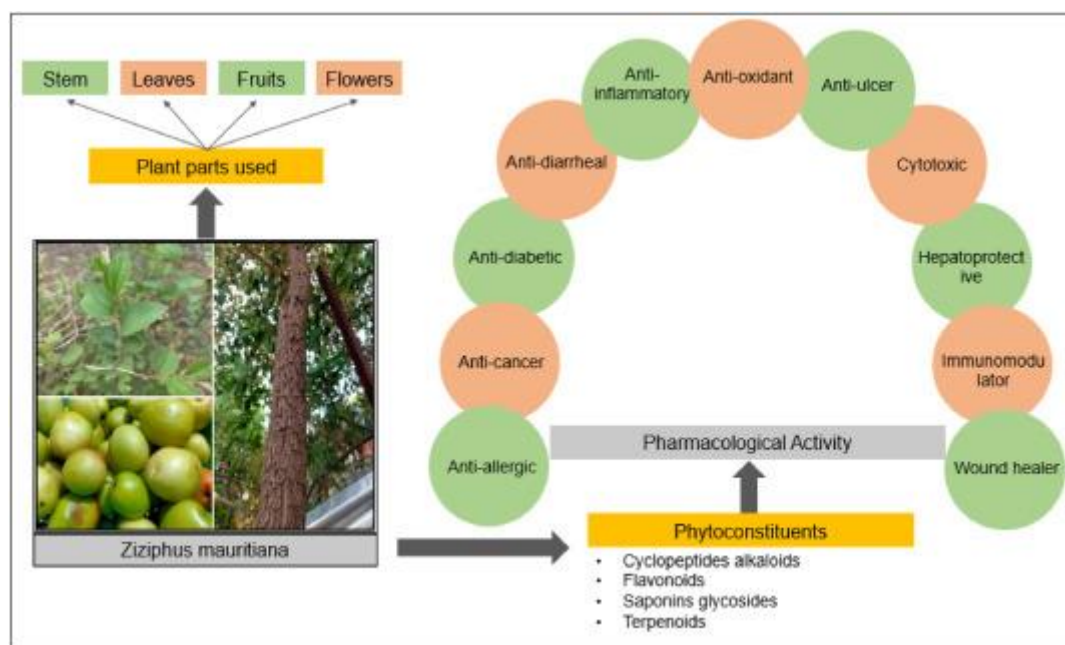 Stem
Leaves
Fruits
Flowers
Plant parts used
Ziziphus mauritiana
Anti-allergic
Anti-cancer
Anti-diabetic
Anti-diarrheal
Anti-
inflammatory
Anti-oxidant
Anti-ulcer
Cytotoxic
Hepatoprotect
ive
Immunomodu
lator
Wound healer
Pharmacological Activity
Phytoconstituents
• Cyclopeptides alkaloids
• Flavonoids
• Saponins glycosides
• Terpenoids